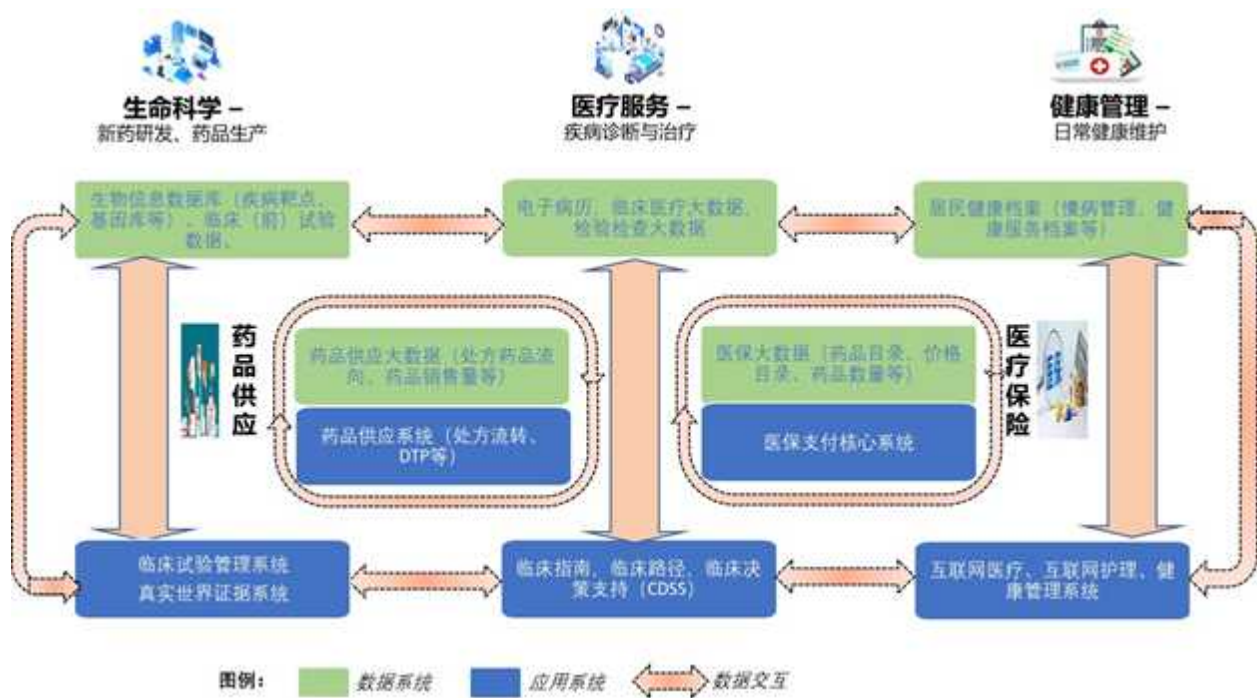 生命科学 –
新药研发、药品生产
医疗服务 –
疾病诊断与治疗
健康管理 –
日常健康维护
生物信息数据库（疾病靶点、
基因库等）、临床（前）试验
数据、
电子病历、临床医疗大数据、
检验检查大数据
居民健康档案（慢病管理、健
康服务档案等）
药品供应
药品供应大数据（处方药品流
向、药品销售量等）
药品供应系统（处方流转、
DTP等）
医保大数据（药品目录、价格
目录、药品数量等）
医保支付核心系统
医疗保险
临床试验管理系统
真实世界证据系统
临床指南、临床路径、临床决
策支持（CDSS）
互联网医疗、互联网护理、健
康管理系统
图例：
数据系统
应用系统
数据交互